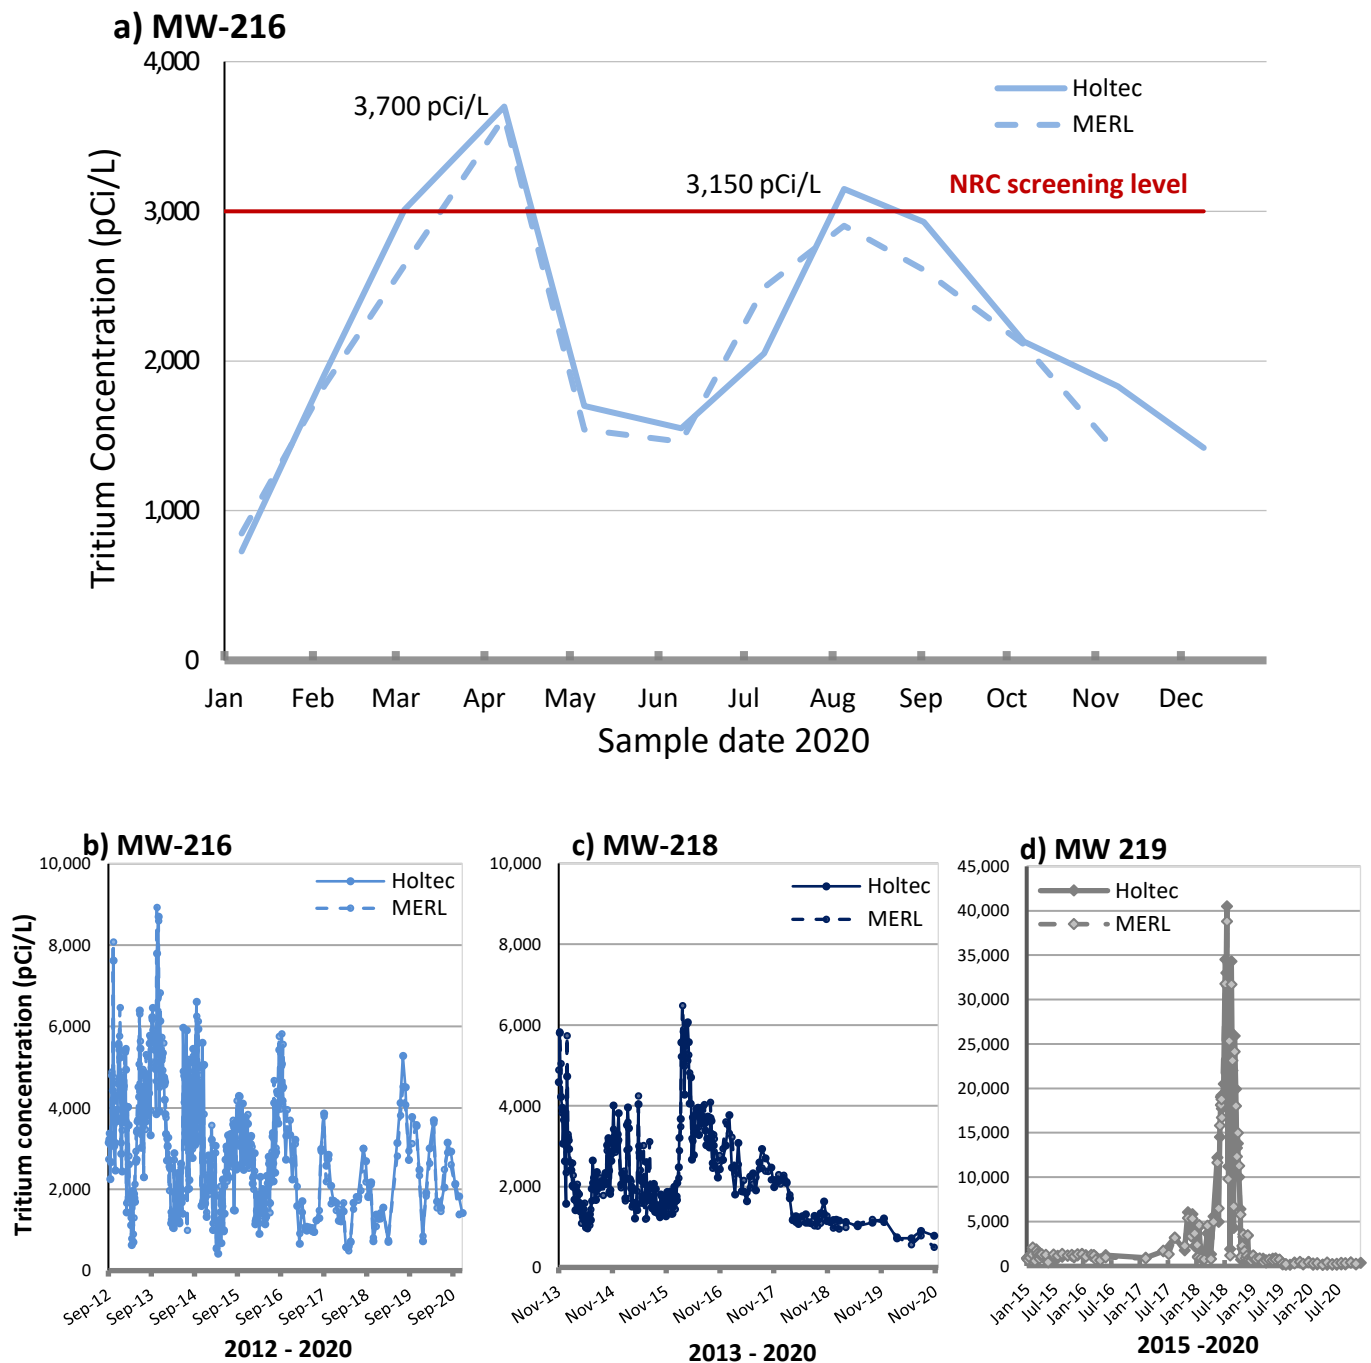 a) MW-216
4,000
3,700 pCi/L
Holtec
MERL
3,150 pCi/L
NRC screening level
3,000
2,000
1,000
0
Tritium Concentration (pCi/L)
Jan Feb Mar Apr May Jun Jul Aug Sep Oct Nov Dec
Sample date 2020
b) MW-216
10,000
8,000
6,000
4,000
2,000
0
Tritium concentration (pCi/L)
Holtec
MERL
Sep-12 Sep-13 Sep-14 Sep-15 Sep-16 Sep-17 Sep-18 Sep-19 Sep-20
2012 - 2020
c) MW-218
10,000
8,000
6,000
4,000
2,000
0
Holtec
MERL
Nov-13 Nov-14 Nov-15 Nov-16 Nov-17 Nov-18 Nov-19 Nov-20
2013 - 2020
d) MW 219
45,000
40,000
35,000
30,000
25,000
20,000
15,000
10,000
5,000
0
Holtec
MERL
Jan-15 Jul-15 Jan-16 Jul-16 Jan-17 Jul-17 Jan-18 Jul-18 Jan-19 Jul-19 Jan-20 Jul-20
2015 -2020